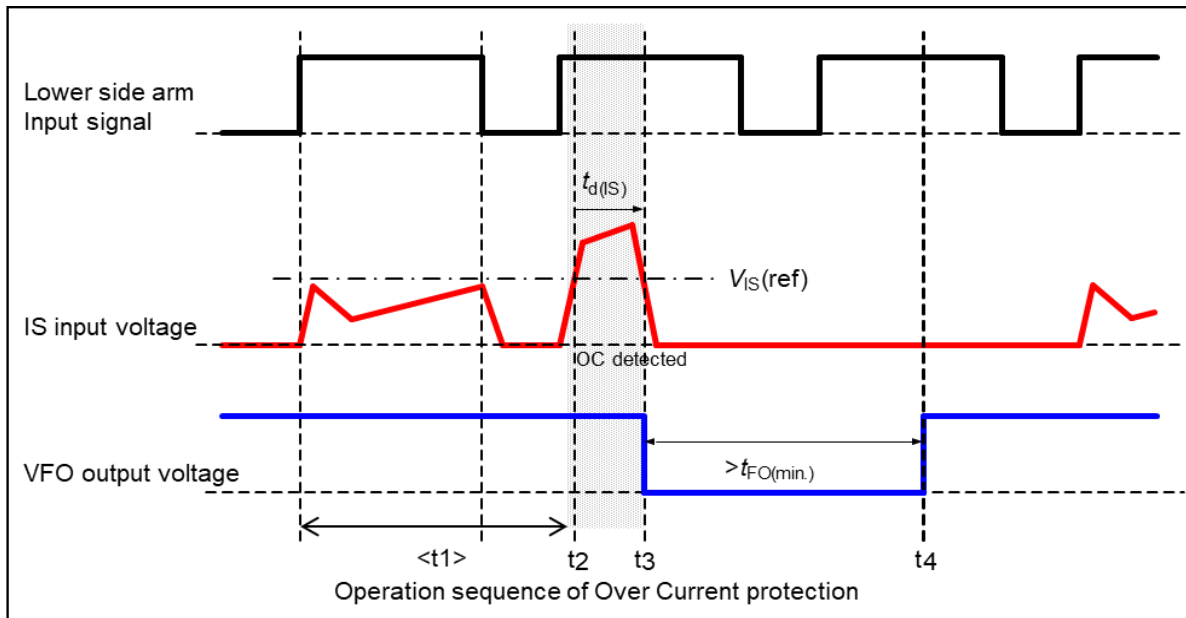 Lower side arm
Input signal
td(IS)
VIS(ref)
IS input voltage
OC detected
VFO output voltage
>tFO(min.)
<t1>
t2
t3
t4
Operation sequence of Over Current protection